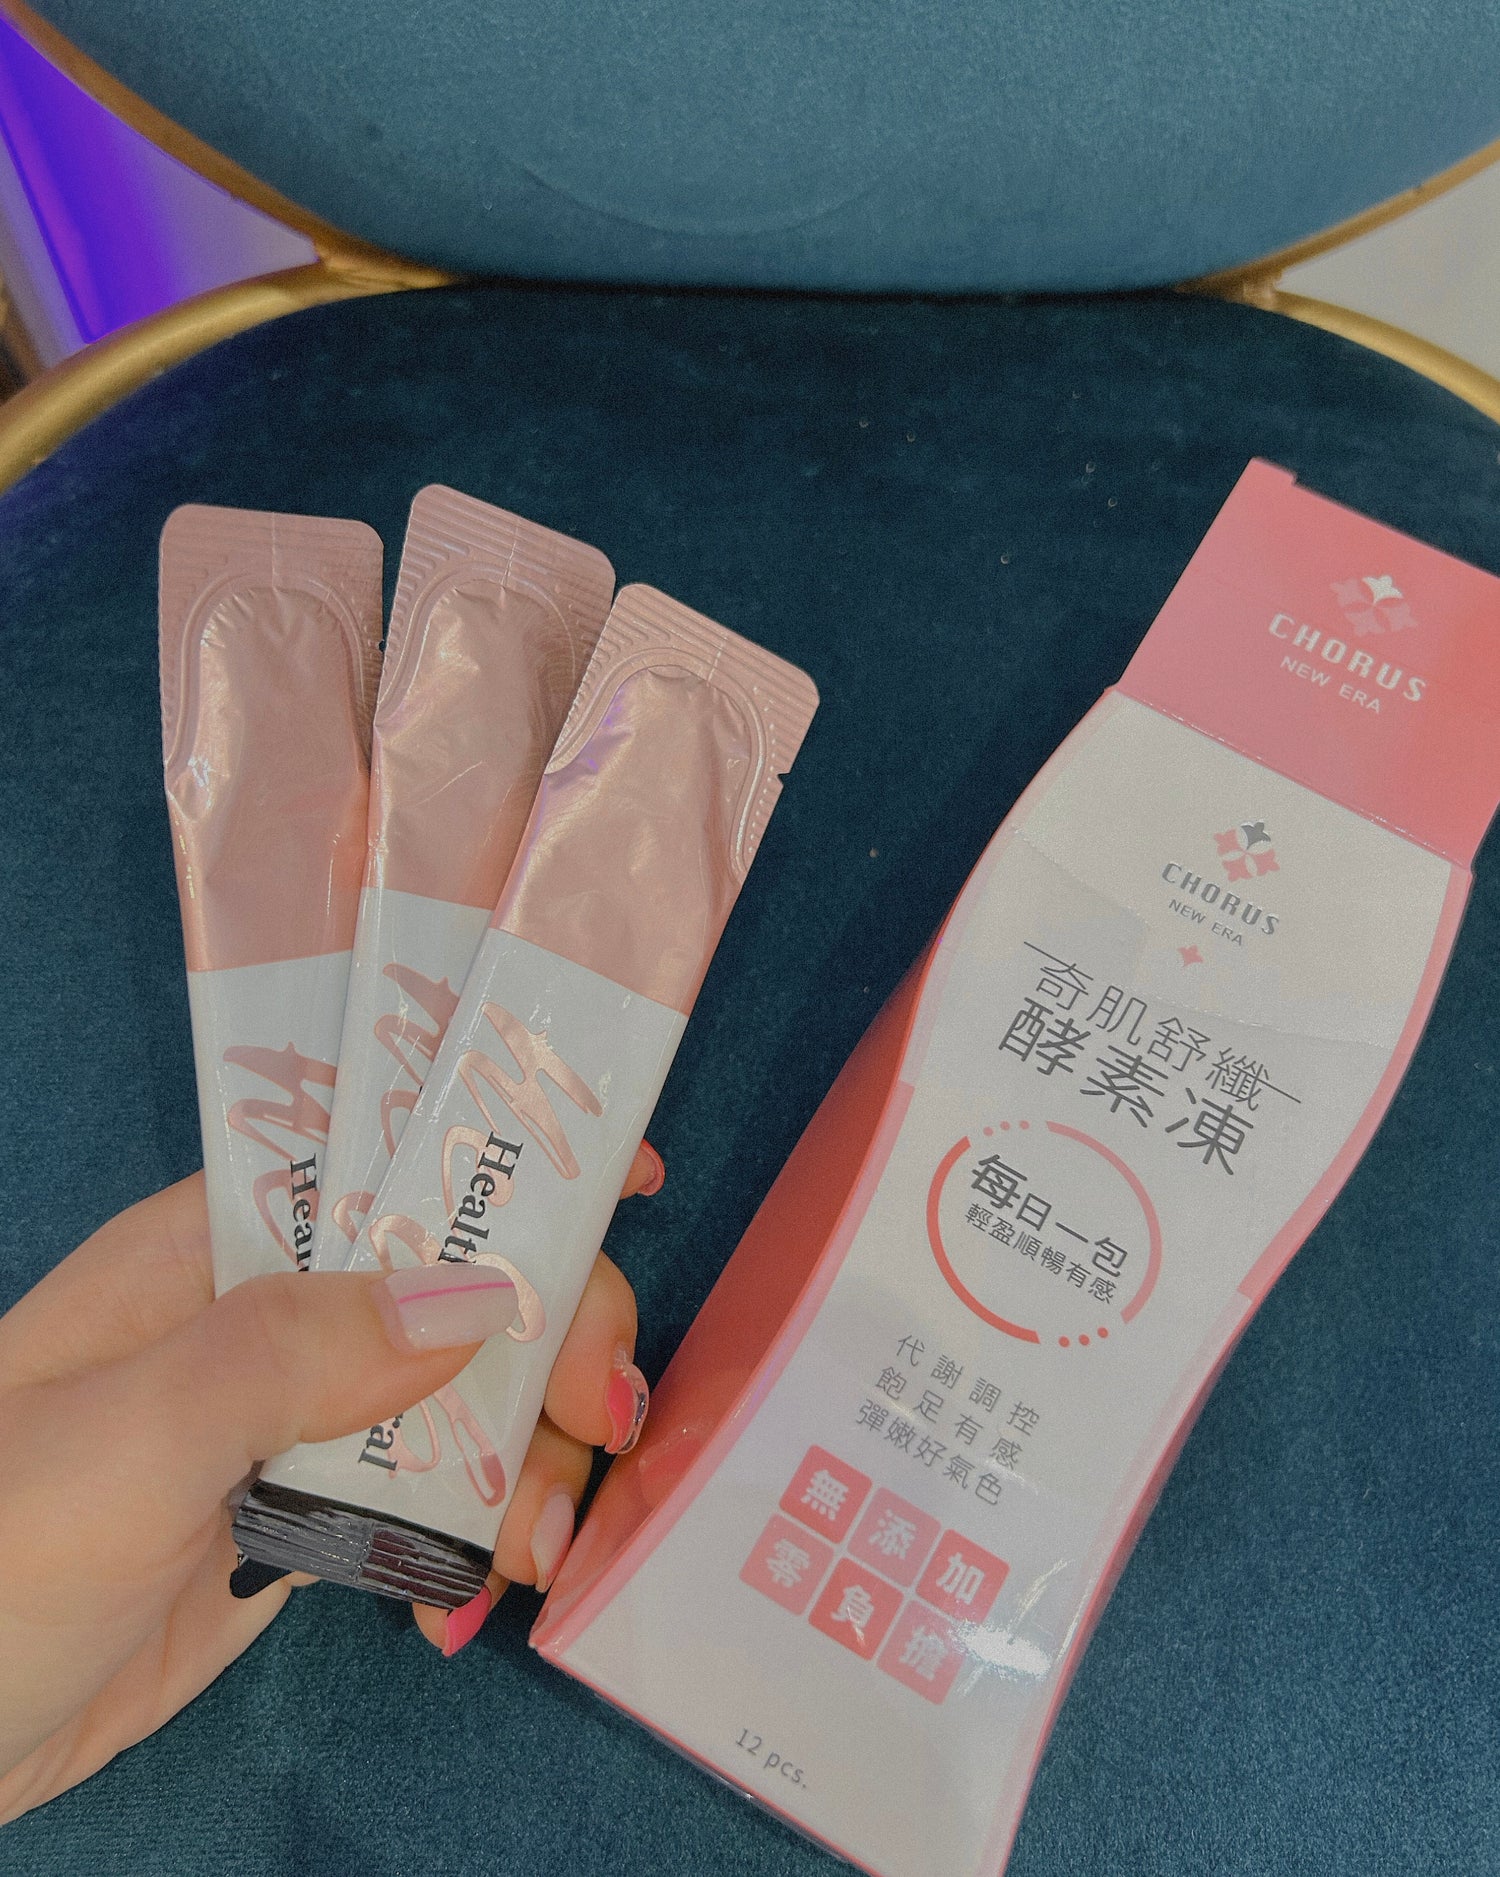 CHORUS
NEW ERA
CHORUS
NEW ERA
奇肌舒纖
酵素凍
每日一包
輕盈順暢有感
代謝調控
飽足有感
彈嫩好氣色
無添加
零負擔
12 pcs.
Health